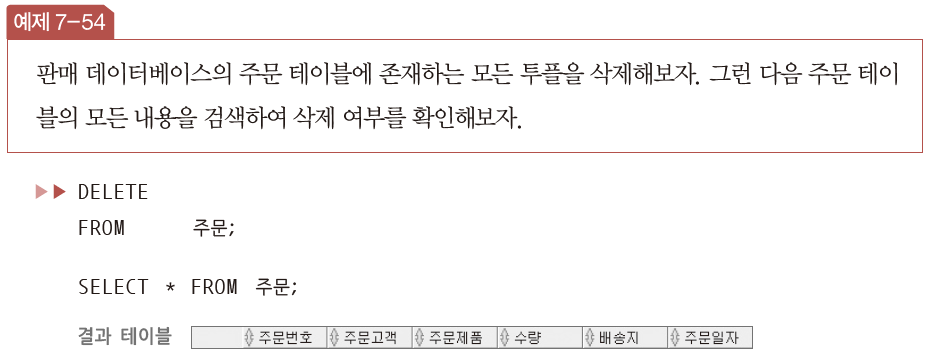 예제 7-54
판매 데이터베이스의 주문 테이블에 존재하는 모든 투플을 삭제해보자. 그런 다음 주문 테이
블의 모든 내용을 검색하여 삭제 여부를 확인해보자.
DELETE
FROM 주문;
SELECT * FROM 주문;
결과 테이블 주문번호 주문고객 주문제품 수량 배송지 주문일자